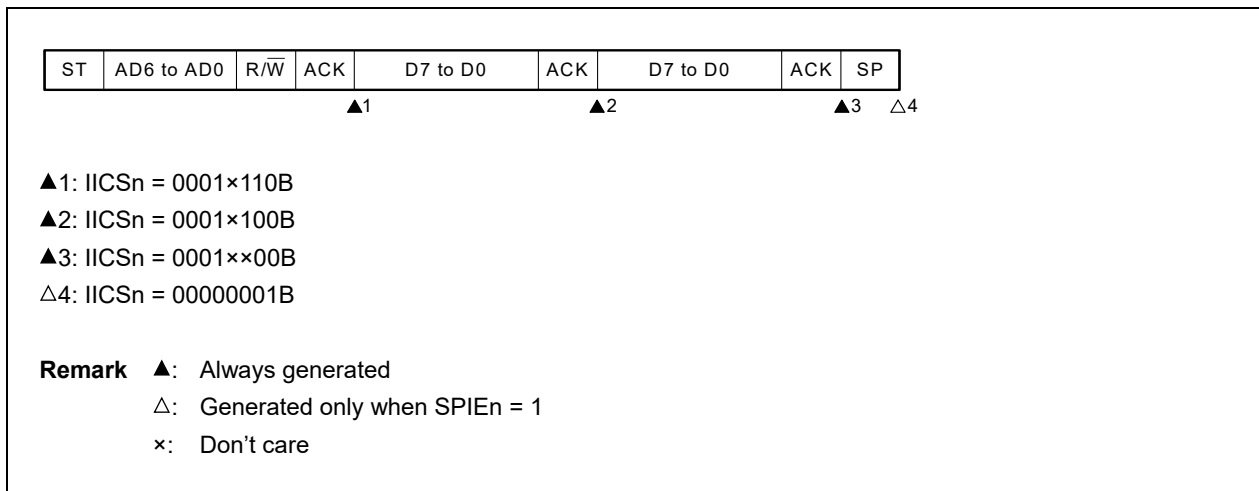 ST AD6 to AD0 R/W̅ ACK D7 to D0 ACK D7 to D0 ACK SP
▲1 ▲2 ▲3 △4
▲1: IICSn = 0001×110B
▲2: IICSn = 0001×100B
▲3: IICSn = 0001××00B
△4: IICSn = 00000001B
Remark ▲: Always generated
△: Generated only when SPIEn = 1
×: Don’t care